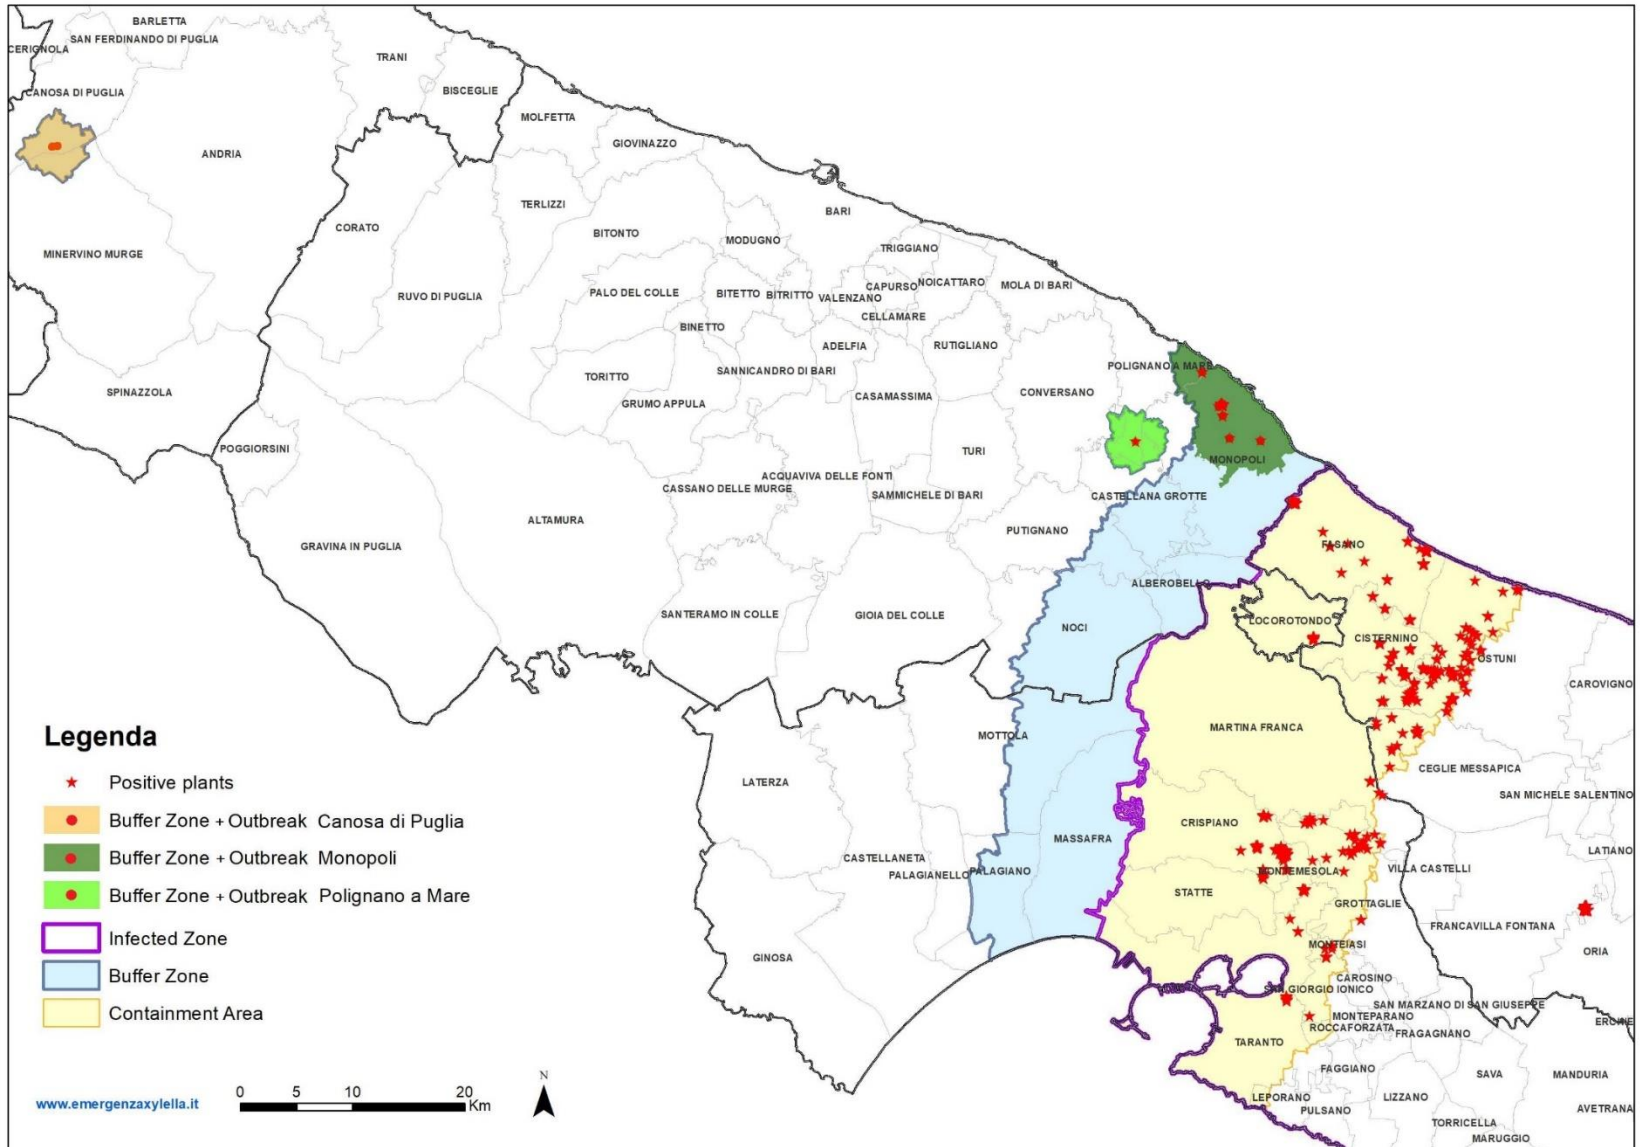 BARLETTA
SAN FERDINANDO DI PUGLIA
CERIGNOLA
TRANI
CANOSA DI PUGLIA
BISCEGLIE
MOLFETTA
GIOVINAZZO
ANDRIA
TERLIZZI
BARI
CORATO
BITONTO
MODUGNO
TRIGGIANO
MINERVINO MURGE
RUVO DI PUGLIA
PALO DEL COLLE
BITETTO
BITRITTO
VALENZANO
CAPURSO
NOICATTARO
MOLA DI BARI
CELLAMARE
BINETTO
ADELFIA
RUTIGLIANO
POLIGNANO A MARE
SANNICANDRO DI BARI
TORITTO
SPINAZZOLA
GRUMO APPULA
CASAMASSIMA
CONVERSANO
POGGIORSINI
TURI
MONOPOLI
ACQUAVIVA DELLE FONTI
CASSANO DELLE MURGE
SAMMICHELE DI BARI
CASTELLANA GROTTE
ALTAMURA
PUTIGNANO
GRAVINA IN PUGLIA
FASANO
ALBEROBELLO
SANTERAMO IN COLLE
GIOIA DEL COLLE
NOCI
LOCOROTONDO
CISTERNINO
OSTUNI
CAROVIGNO
MARTINA FRANCA
MOTTOLA
CEGLIE MESSAPICA
LATERZA
SAN MICHELE SALENTINO
CRISPIANO
MASSAFRA
LATIANO
CASTELLANETA
PALAGIANELLO
PALAGIANO
MONTEMESOLA
VILLA CASTELLI
STATTE
GROTTAGLIE
FRANCAVILLA FONTANA
GINOSA
MONTEIASI
ORIA
CAROSINO
SAN GIORGIO IONICO
SAN MARZANO DI SAN GIUSEPPE
MONTEPARANO
ROCCAFORZATA
FRAGAGNANO
ERCHIE
TARANTO
FAGGIANO
SAVA
MANDURIA
LEPORANO
PULSANO
LIZZANO
TORRICELLA
AVETRANA
MARUGGIO
Legenda
Positive plants
Buffer Zone + Outbreak Canosa di Puglia
Buffer Zone + Outbreak Monopoli
Buffer Zone + Outbreak Polignano a Mare
Infected Zone
Buffer Zone
Containment Area
www.emergenzaxylella.it
0 5 10 20
Km
N